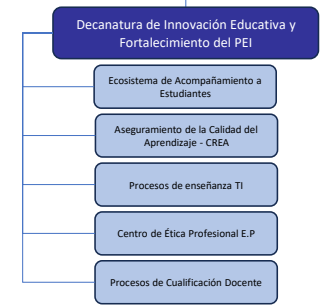 Decanatura de Innovación Educativa y
Fortalecimiento del PEI
Ecosistema de Acompañamiento a
Estudiantes
Aseguramiento de la Calidad del
Aprendizaje - CREA
Procesos de enseñanza TI
Centro de Ética Profesional E.P
Procesos de Cualificación Docente